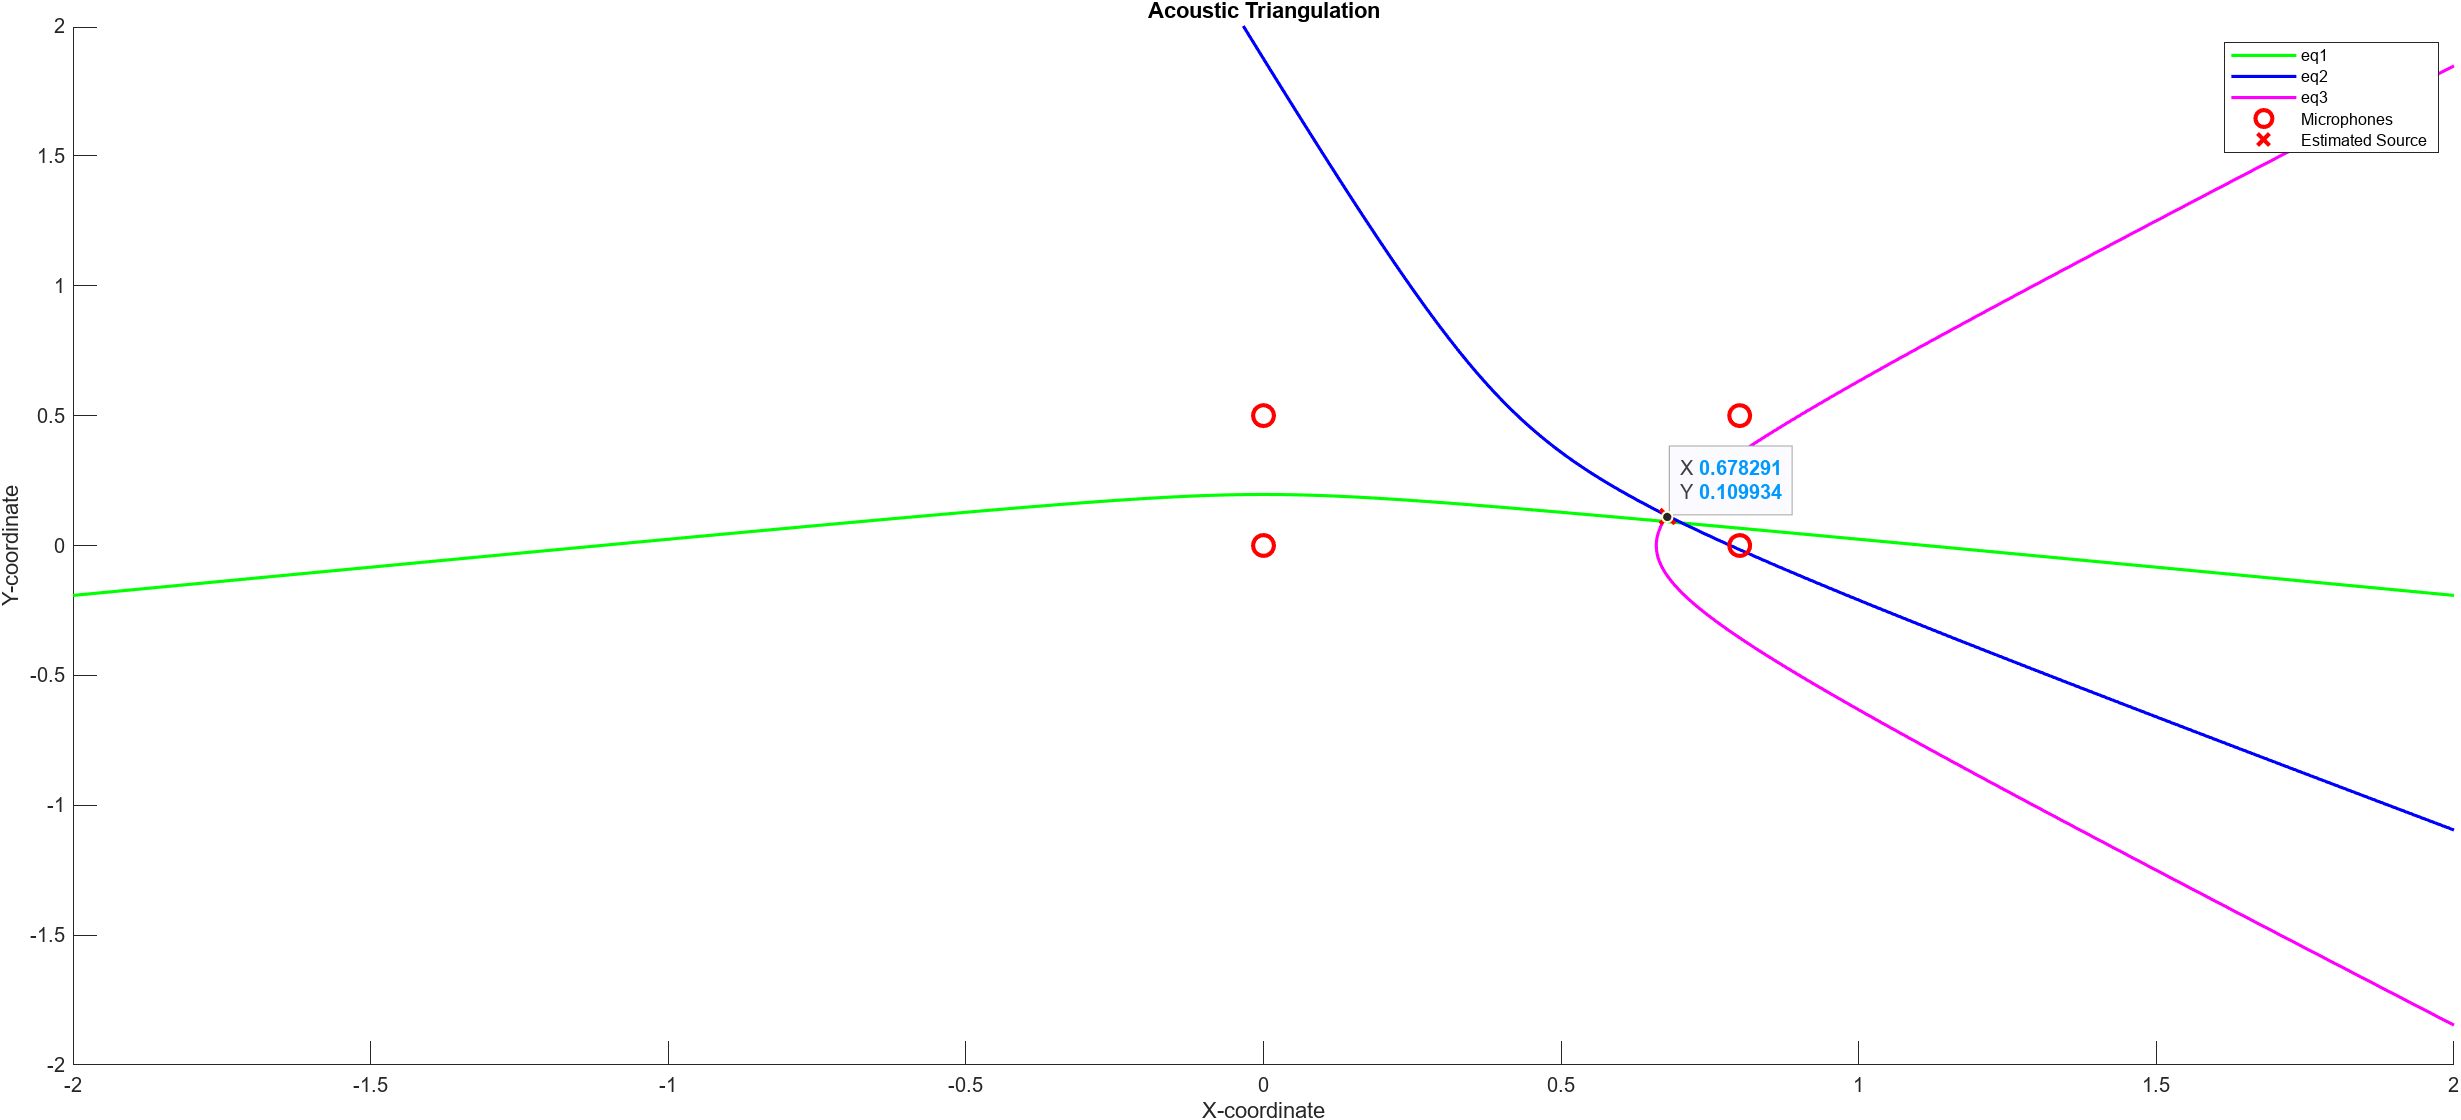 Acoustic Triangulation
eq1
eq2
eq3
Microphones
Estimated Source
2
1.5
1
0.5
0
-0.5
-1
-1.5
-2
Y-coordinate
X 0.678291
Y 0.109934
-2 -1.5 -1 -0.5 0 0.5 1 1.5 2
X-coordinate